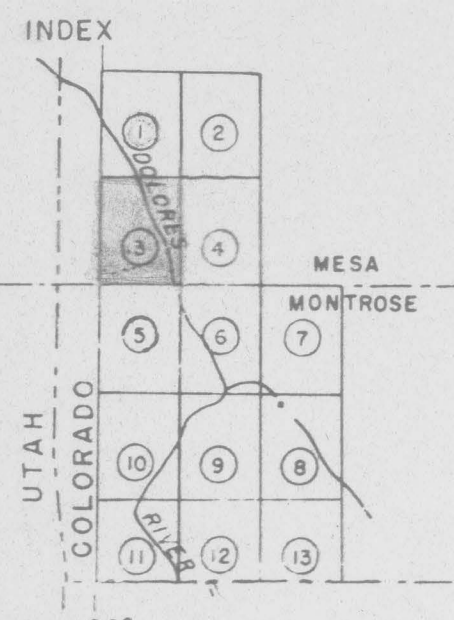 INDEX
1 2
DOLORES
3 4
MESA
MONTROSE
5 6 7
UTAH
COLORADO
10 9 8
RIVER
11 12 13